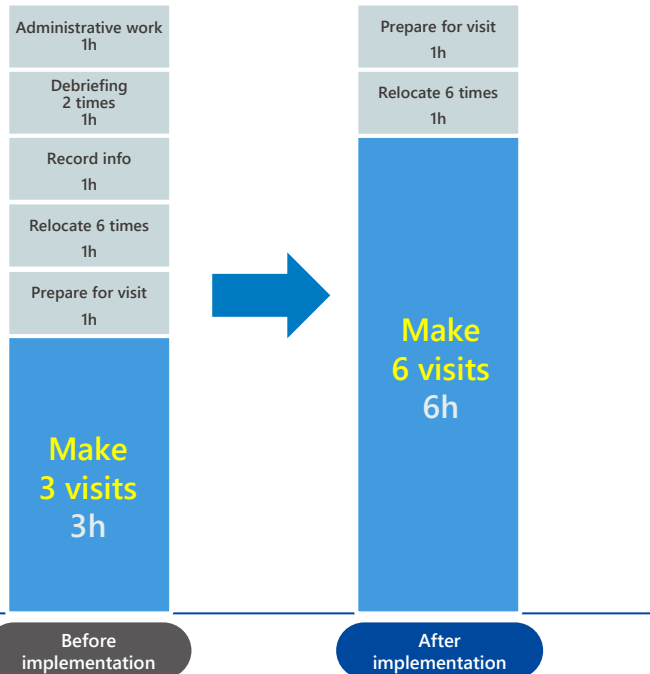 Administrative work
1h
Debriefing
2 times
1h
Record info
1h
Relocate 6 times
1h
Prepare for visit
1h
Make
3 visits
3h
Before
implementation
Prepare for visit
1h
Relocate 6 times
1h
Make
6 visits
6h
After
implementation